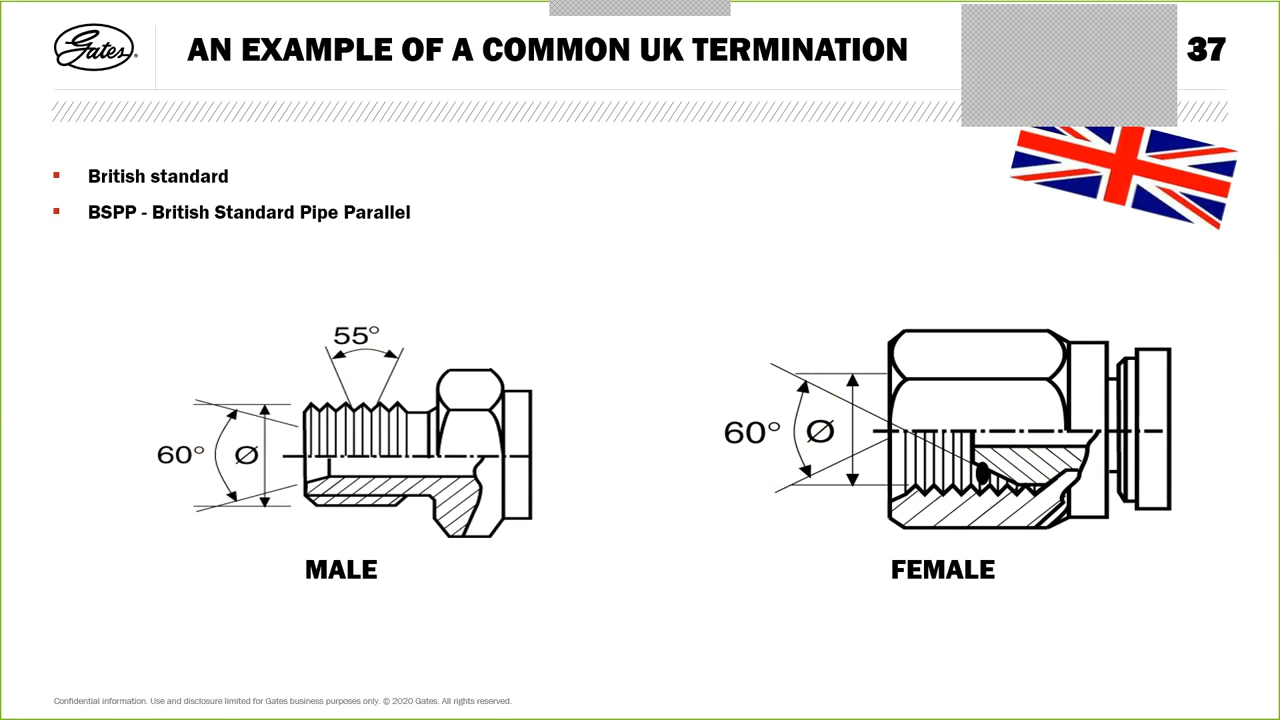 Gates
AN EXAMPLE OF A COMMON UK TERMINATION
37
British standard
BSPP - British Standard Pipe Parallel
55°
60°
Ø
60°
Ø
MALE
FEMALE
Confidential information. Use and disclosure limited for Gates business purposes only. © 2020 Gates. All rights reserved.